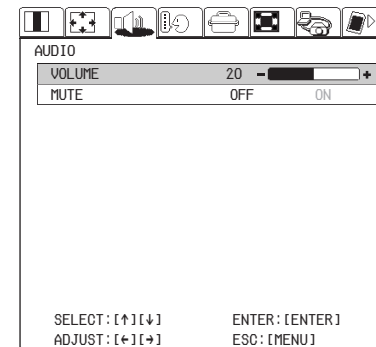 AUDIO
VOLUME 20 - +
MUTE OFF ON
SELECT:[↑][↓] ENTER:[ENTER]
ADJUST:[←][→] ESC:[MENU]